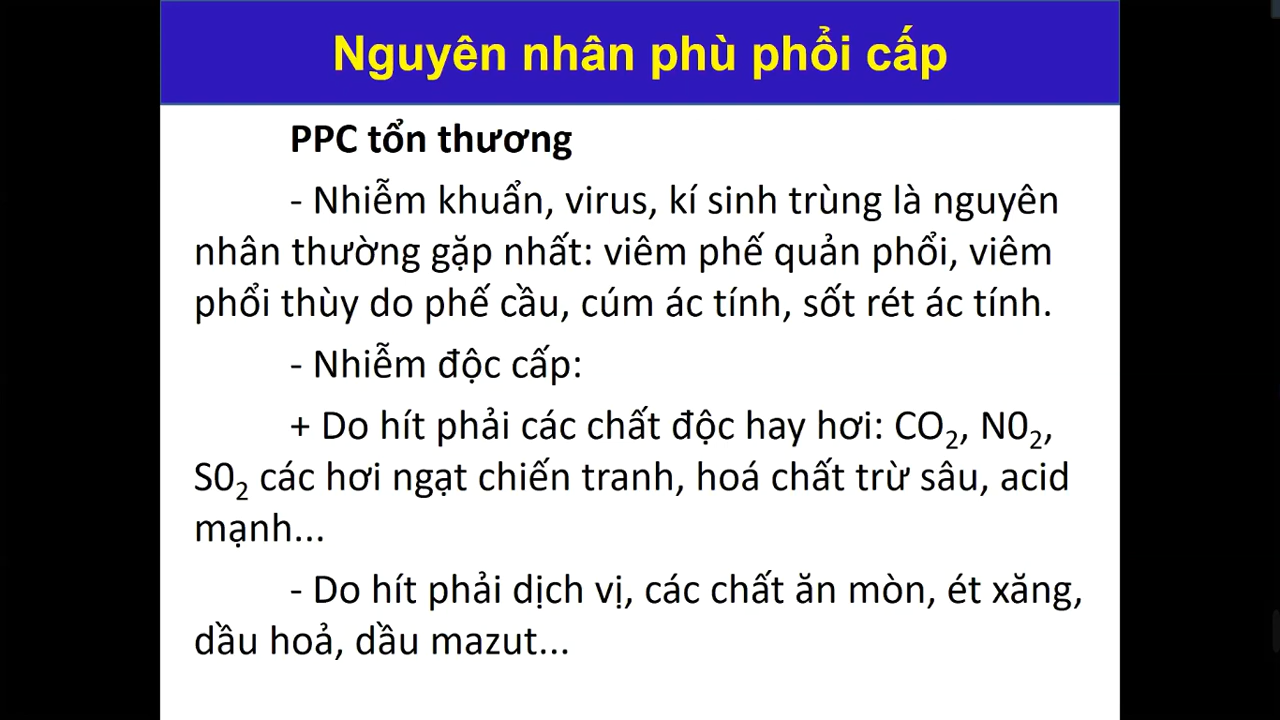 Nguyên nhân phù phổi cấp
PPC tổn thương
- Nhiễm khuẩn, virus, kí sinh trùng là nguyên
nhân thường gặp nhất: viêm phế quản phổi, viêm
phổi thùy do phế cầu, cúm ác tính, sốt rét ác tính.
- Nhiễm độc cấp:
+ Do hít phải các chất độc hay hơi: CO₂, N0₂,
S0₂ các hơi ngạt chiến tranh, hoá chất trừ sâu, acid
mạnh...
- Do hít phải dịch vị, các chất ăn mòn, ét xăng,
dầu hoả, dầu mazut...